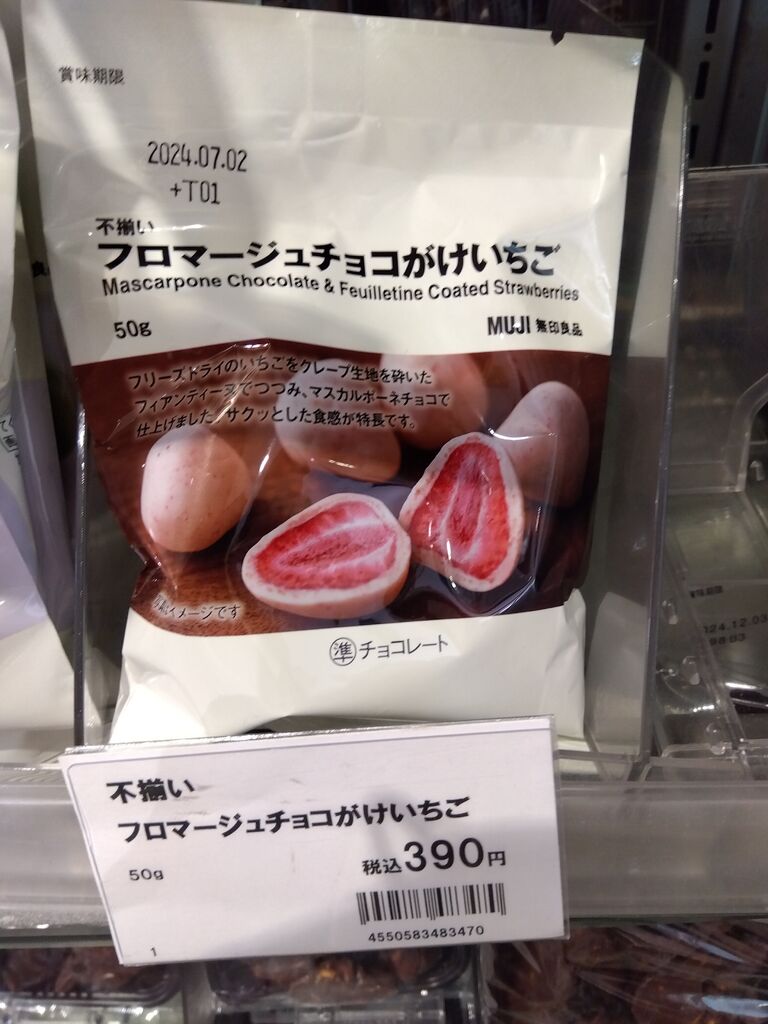 賞味期限
2024.07.02
+T01
不揃い
フロマージュチョコがけいちご
Mascarpone Chocolate & Feuilletine Coated Strawberries
50g
MUJI 無印良品
フリーズドライのいちごをクレープ生地を砕いた
フィアンティーヌでつつみ、マスカルポーネチョコで
仕上げました。サクッとした食感が特長です。
イメージです
準チョコレート
不揃い
フロマージュチョコがけいちご
50g
税込390円
4550583483470
1